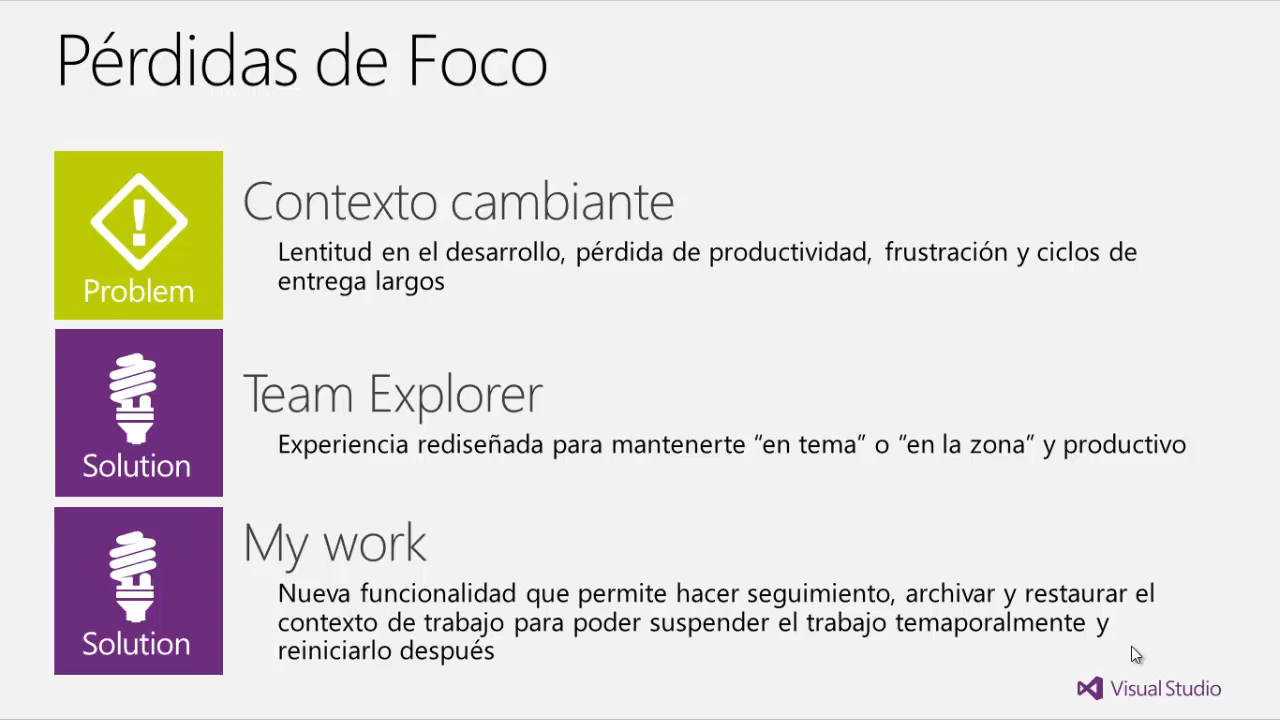 Pérdidas de Foco
Problem
Contexto cambiante
Lentitud en el desarrollo, pérdida de productividad, frustración y ciclos de
entrega largos
Solution
Team Explorer
Experiencia rediseñada para mantenerte “en tema” o “en la zona” y productivo
Solution
My work
Nueva funcionalidad que permite hacer seguimiento, archivar y restaurar el
contexto de trabajo para poder suspender el trabajo temaporalmente y
reiniciarlo después
Visual Studio